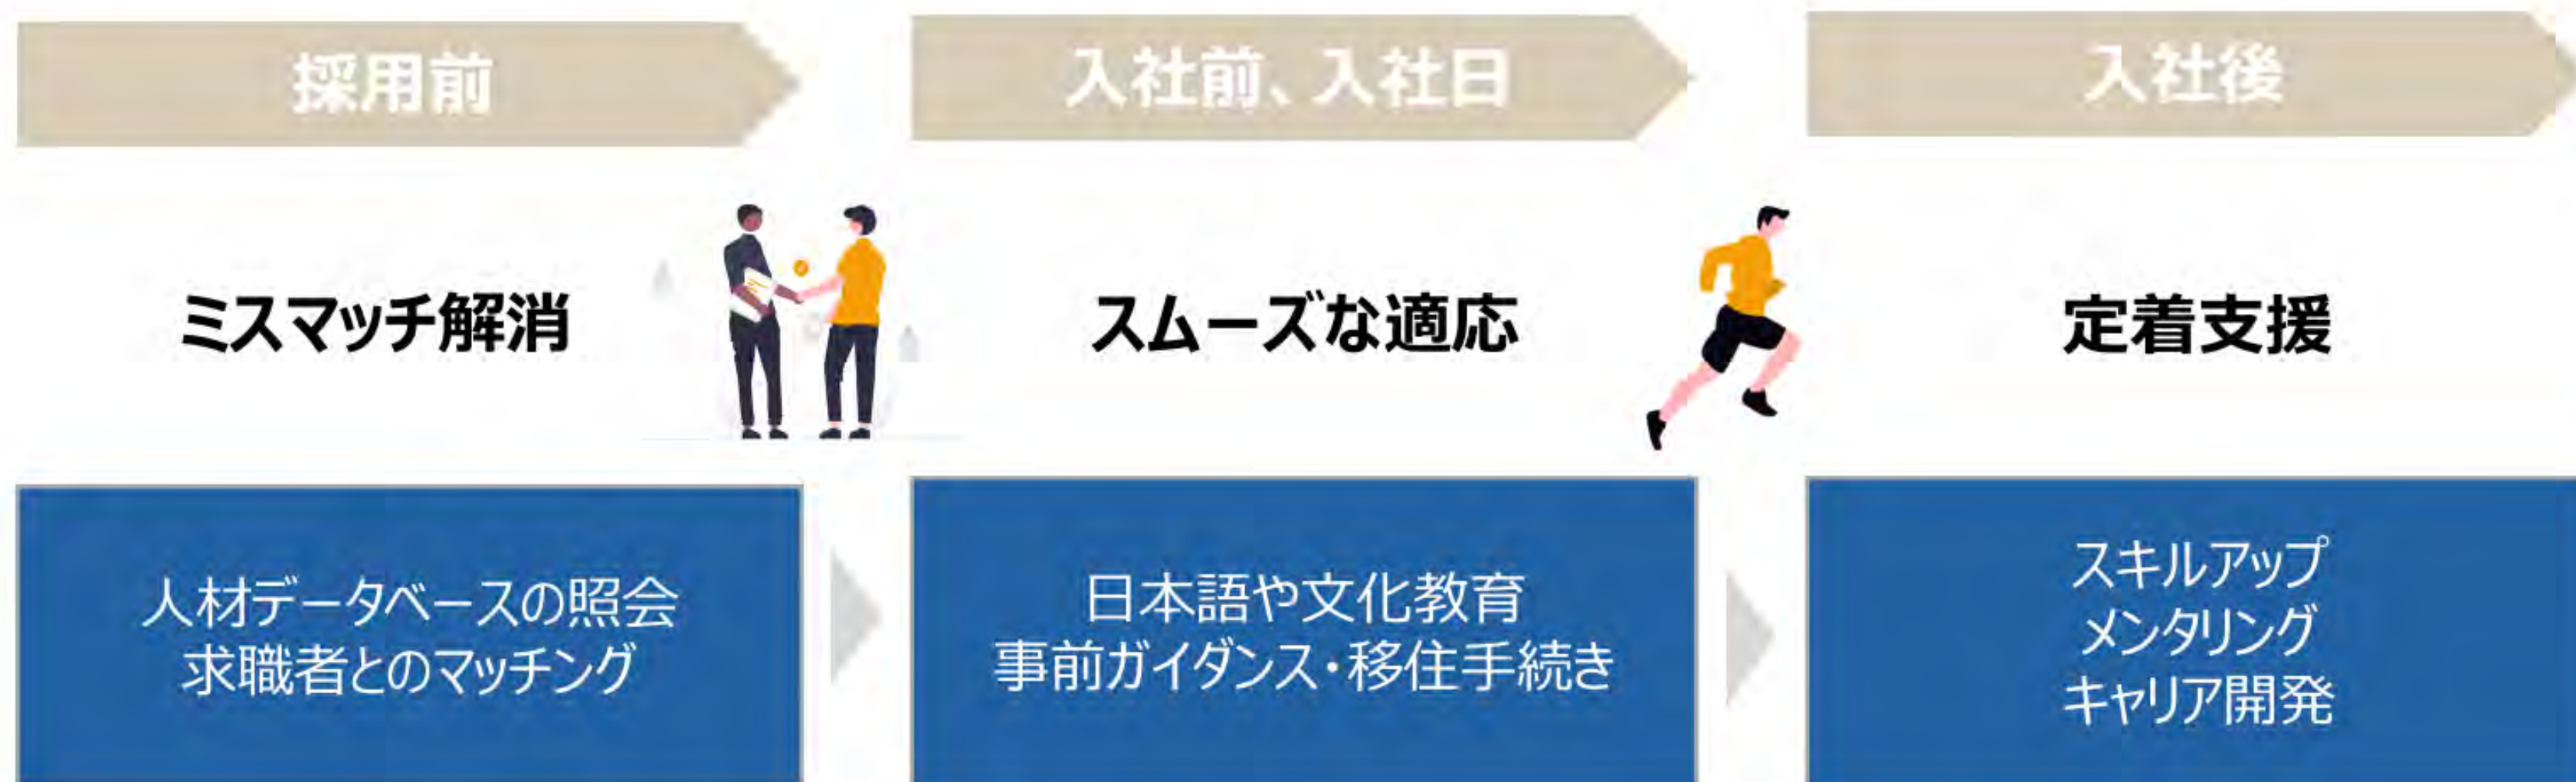 採用前
入社前、入社日
入社後
ミスマッチ解消
スムーズな適応
定着支援
人材データベースの照会
求職者とのマッチング
日本語や文化教育
事前ガイダンス・移住手続き
スキルアップ
メンタリング
キャリア開発